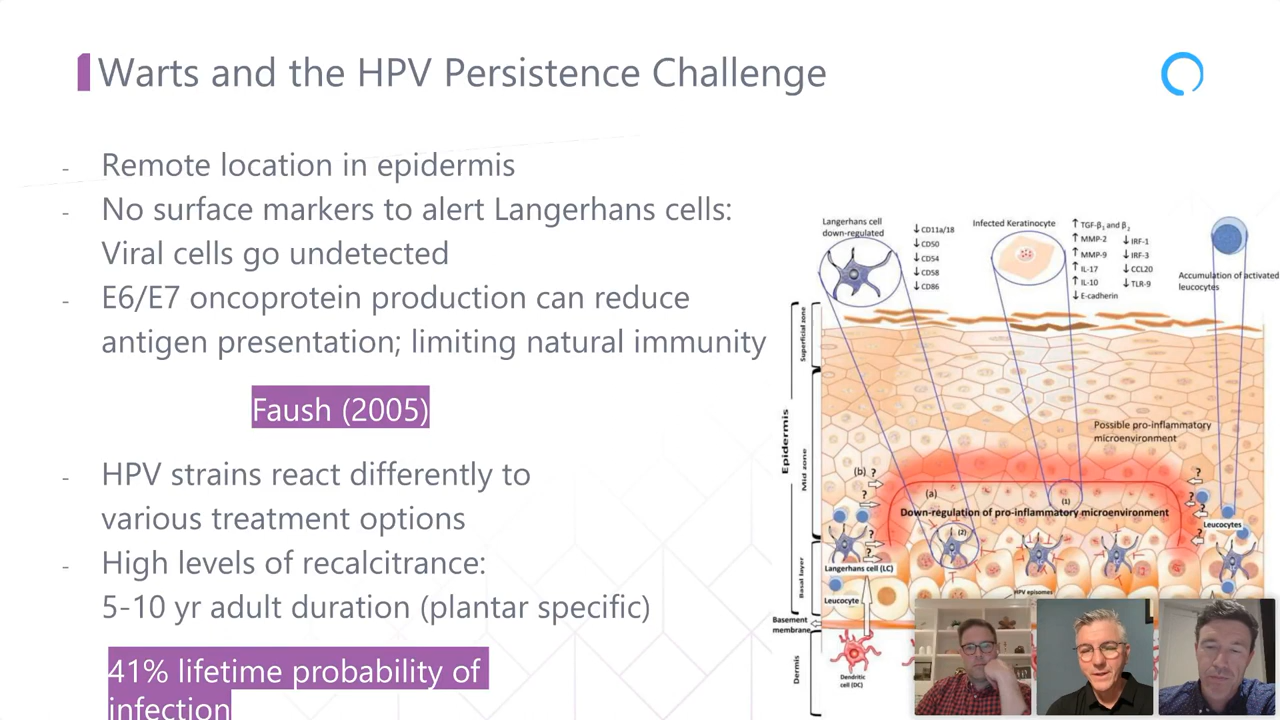 Warts and the HPV Persistence Challenge
- Remote location in epidermis
- No surface markers to alert Langerhans cells:
Viral cells go undetected
- E6/E7 oncoprotein production can reduce
antigen presentation; limiting natural immunity
Faush (2005)
- HPV strains react differently to
various treatment options
- High levels of recalcitrance:
5-10 yr adult duration (plantar specific)
41% lifetime probability of
infection
Langerhans cell
down-regulated
↓ CD11a/18
↓ CD50
↓ CD54
↓ CD58
↓ CD86
Infected Keratinocyte
↑ TGF-β₁ and β₂
↑ MMP-2
↑ MMP-9
↑ IL-17
↑ IL-10
↓ E-cadherin
↓ IRF-1
↓ IRF-3
↓ CCL20
↓ TLR-9
Accumulation of activated
leucocytes
Superficial zone
Epidermis
Mid zone
Possible pro-inflammatory
microenvironment
(b) ?
?
(a)
(1)
Down-regulation of pro-inflammatory microenvironment
(2)
?
?
?
?
?
Leucocytes
Langerhans cell (LC)
Basal layer
HPV episomes
Leucocyte
Basement
membrane
Dermis
Dendritic
cell (DC)